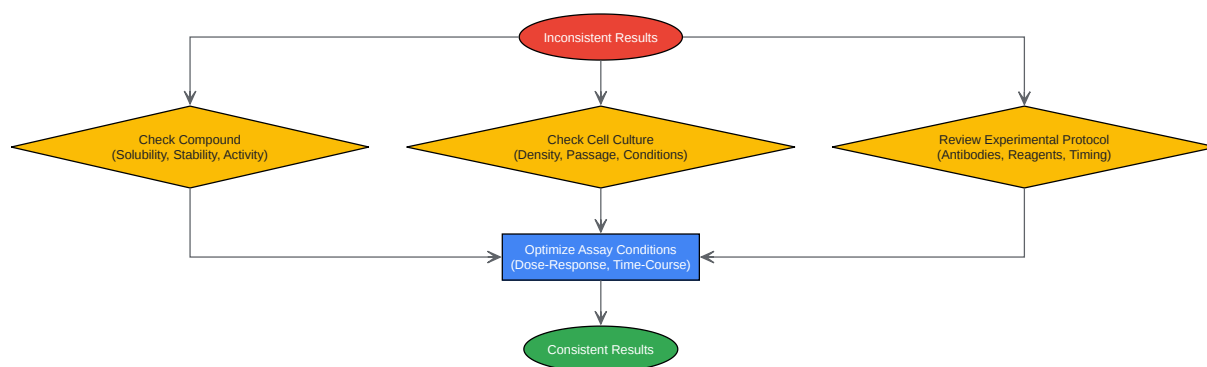 Inconsistent Results
Check Compound
(Solubility, Stability, Activity)
Check Cell Culture
(Density, Passage, Conditions)
Review Experimental Protocol
(Antibodies, Reagents, Timing)
Optimize Assay Conditions
(Dose-Response, Time-Course)
Consistent Results